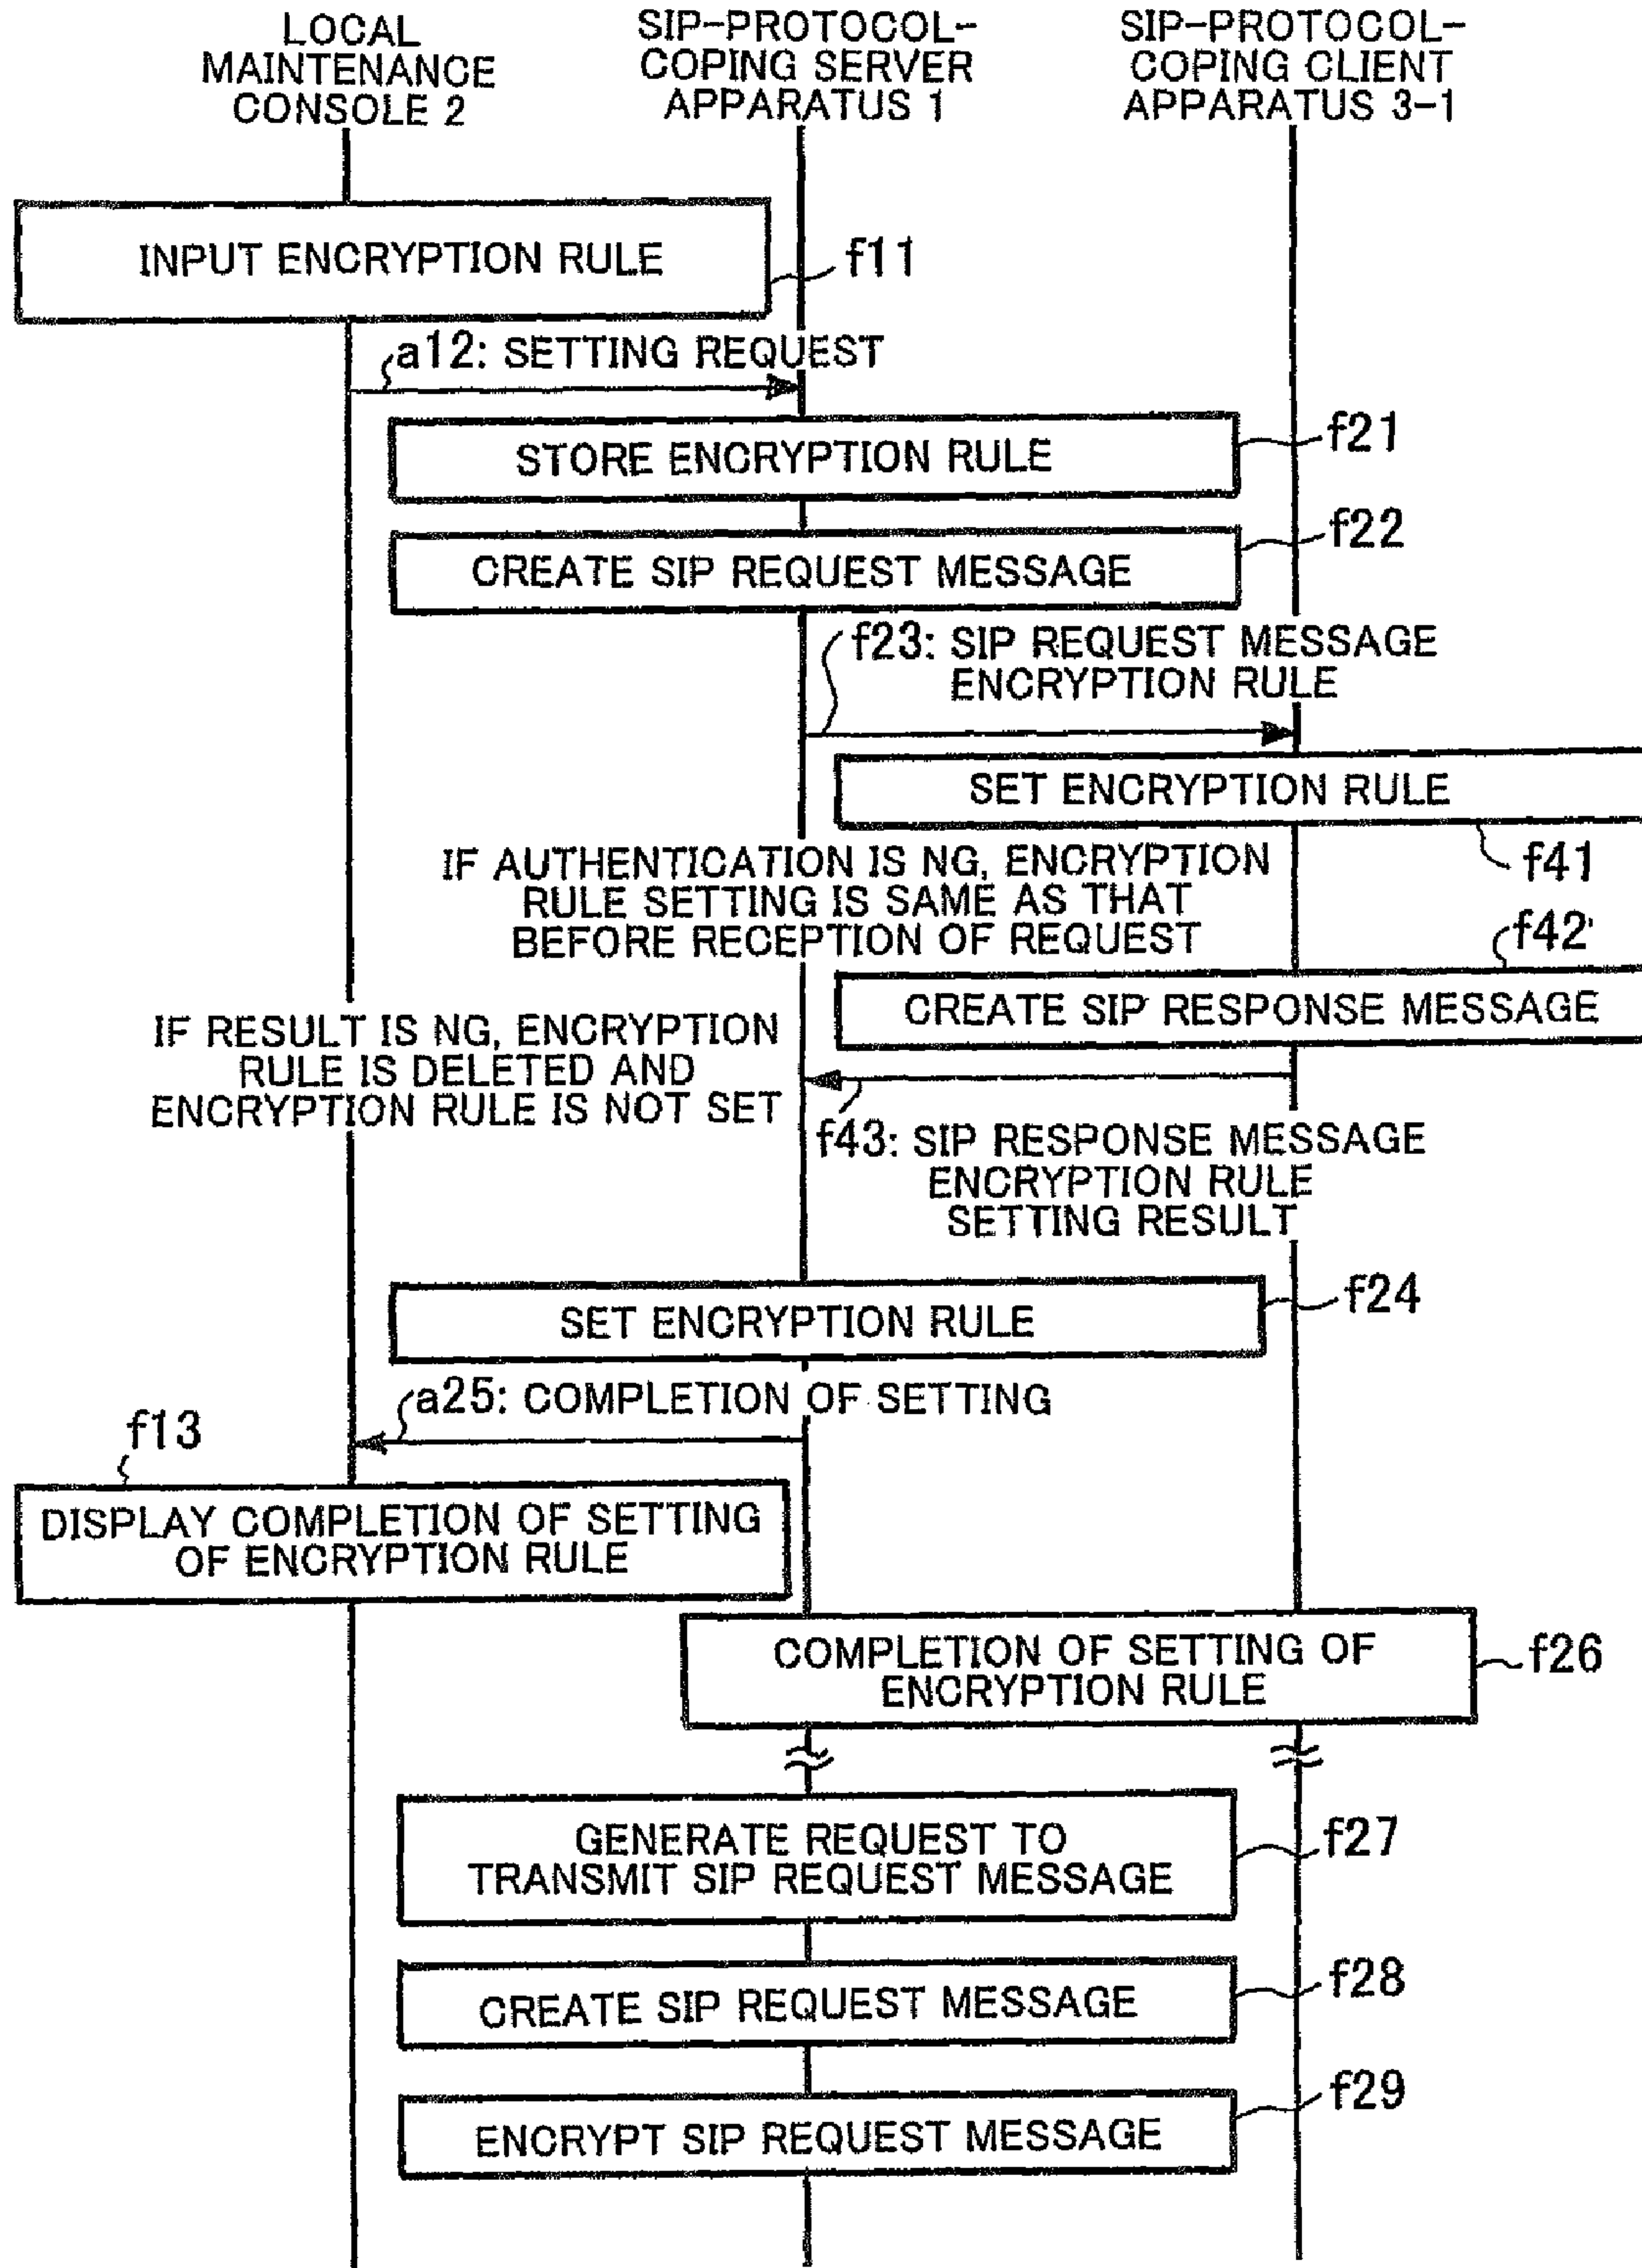 LOCAL
MAINTENANCE
CONSOLE 2
SIP-PROTOCOL-
COPING SERVER
APPARATUS 1
SIP-PROTOCOL-
COPING CLIENT
APPARATUS 3-1
INPUT ENCRYPTION RULE
f11
a12: SETTING REQUEST
STORE ENCRYPTION RULE
f21
CREATE SIP REQUEST MESSAGE
f22
f23: SIP REQUEST MESSAGE
ENCRYPTION RULE
SET ENCRYPTION RULE
f41
IF AUTHENTICATION IS NG, ENCRYPTION
RULE SETTING IS SAME AS THAT
BEFORE RECEPTION OF REQUEST
f42
CREATE SIP RESPONSE MESSAGE
IF RESULT IS NG, ENCRYPTION
RULE IS DELETED AND
ENCRYPTION RULE IS NOT SET
f43: SIP RESPONSE MESSAGE
ENCRYPTION RULE
SETTING RESULT
SET ENCRYPTION RULE
f24
a25: COMPLETION OF SETTING
f13
DISPLAY COMPLETION OF SETTING
OF ENCRYPTION RULE
COMPLETION OF SETTING OF
ENCRYPTION RULE
f26
GENERATE REQUEST TO
TRANSMIT SIP REQUEST MESSAGE
f27
CREATE SIP REQUEST MESSAGE
f28
ENCRYPT SIP REQUEST MESSAGE
f29